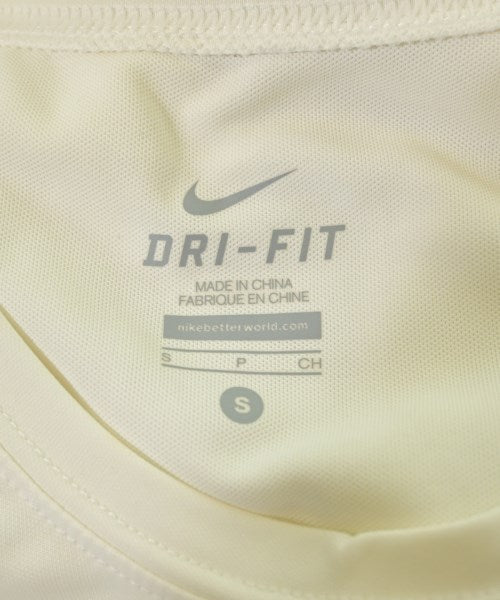 DRI-FIT
MADE IN CHINA
FABRIQUE EN CHINE
nikebetterworld.com
S P CH
S